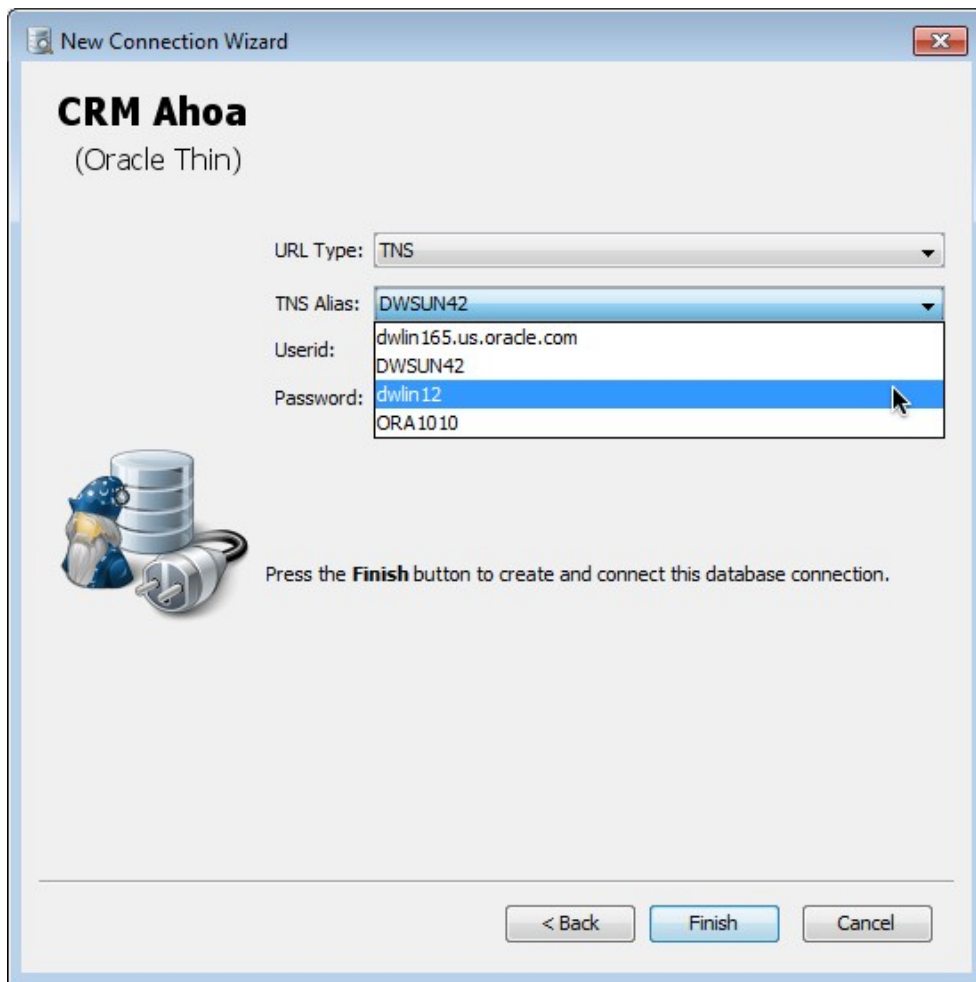 New Connection Wizard
CRM Ahoa
(Oracle Thin)
URL Type: TNS
TNS Alias: DWSUN42
dwlin165.us.oracle.com
Userid:
DWSUN42
Password: dwlin12
ORA1010
Press the Finish button to create and connect this database connection.
< Back Finish Cancel